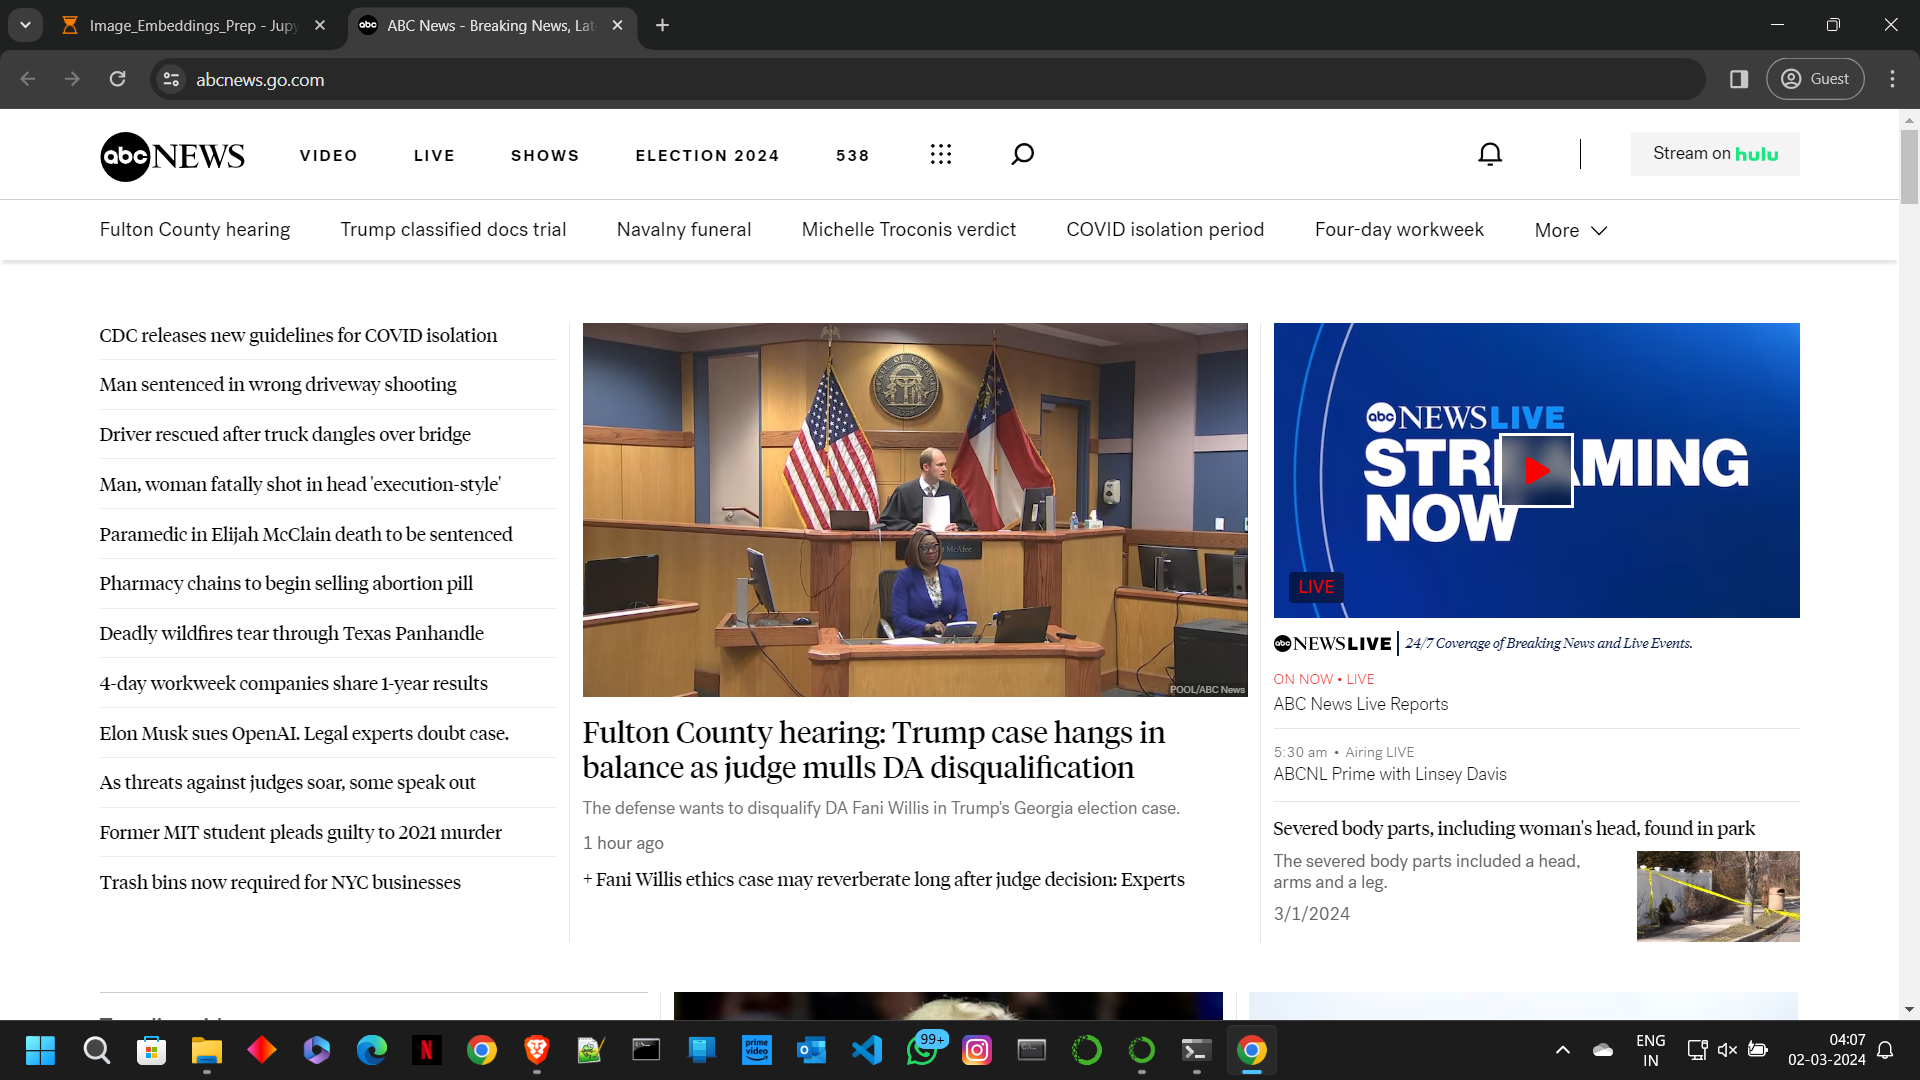 Image_Embeddings_Prep - Jup
ABC News - Breaking News, Lat
abcnews.go.com
Guest
abc NEWS
VIDEO
LIVE
SHOWS
ELECTION 2024
538
Stream on hulu
Fulton County hearing
Trump classified docs trial
Navalny funeral
Michelle Troconis verdict
COVID isolation period
Four-day workweek
More
CDC releases new guidelines for COVID isolation
Man sentenced in wrong driveway shooting
Driver rescued after truck dangles over bridge
Man, woman fatally shot in head 'execution-style'
Paramedic in Elijah McClain death to be sentenced
Pharmacy chains to begin selling abortion pill
Deadly wildfires tear through Texas Panhandle
4-day workweek companies share 1-year results
Elon Musk sues OpenAI. Legal experts doubt case.
As threats against judges soar, some speak out
Former MIT student pleads guilty to 2021 murder
Trash bins now required for NYC businesses
McAfee
POOL/ABC News
Fulton County hearing: Trump case hangs in
balance as judge mulls DA disqualification
The defense wants to disqualify DA Fani Willis in Trump's Georgia election case.
1 hour ago
+ Fani Willis ethics case may reverberate long after judge decision: Experts
abc NEWS LIVE
STREAMING
NOW
LIVE
abc NEWS LIVE 24/7 Coverage of Breaking News and Live Events.
ON NOW • LIVE
ABC News Live Reports
5:30 am • Airing LIVE
ABCNL Prime with Linsey Davis
Severed body parts, including woman's head, found in park
The severed body parts included a head,
arms and a leg.
3/1/2024
prime
video
99+
ENG
IN
04:07
02-03-2024